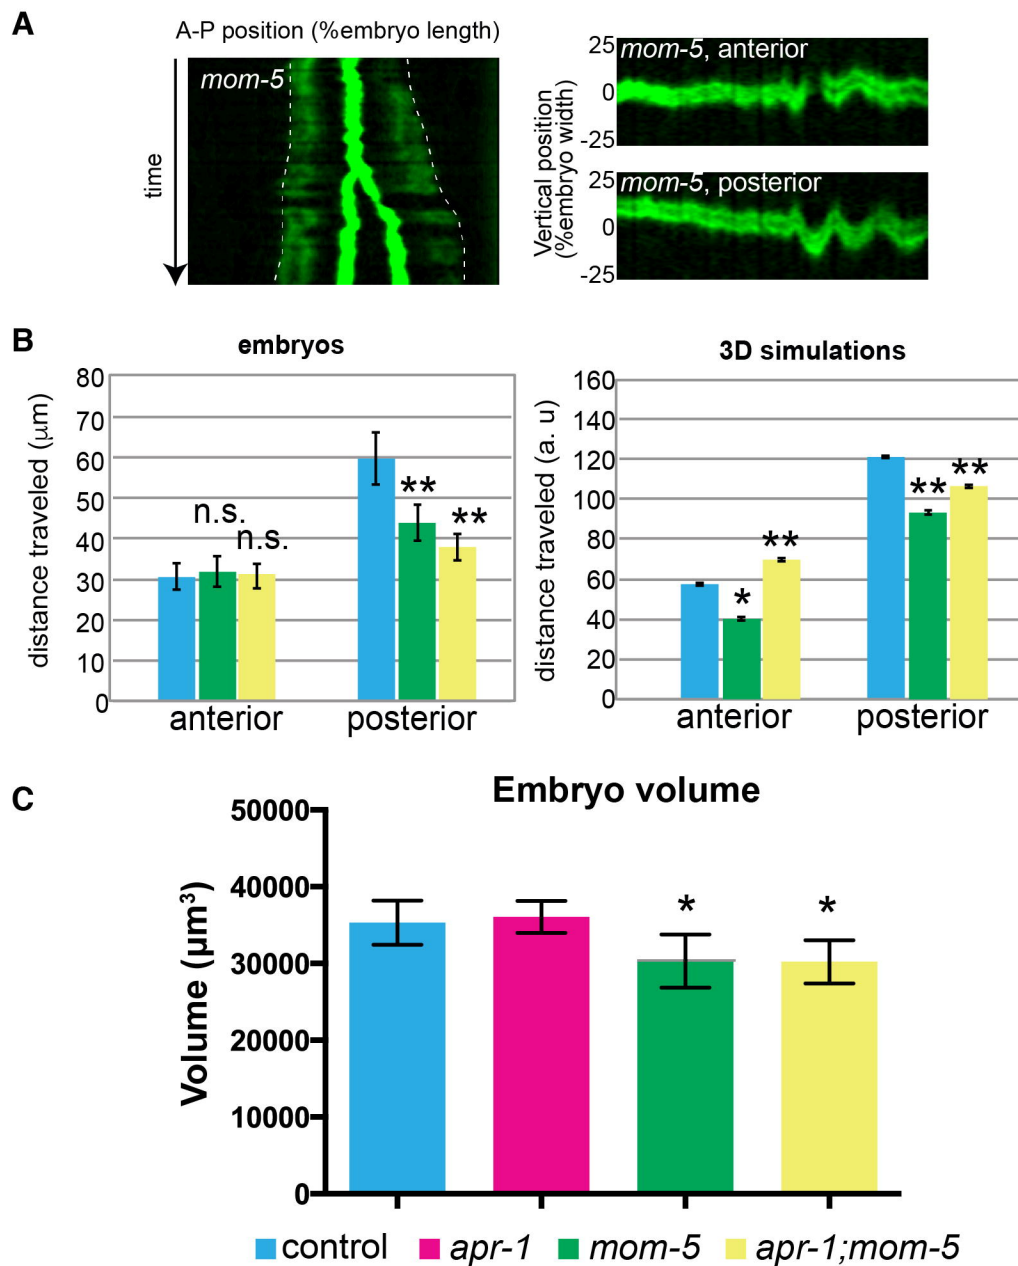 A
A-P position (%embryo length)
time
mom-5
Vertical position
(%embryo width)
25
0
-25
mom-5, anterior
25
0
-25
mom-5, posterior
B
embryos
distance traveled (μm)
80
70
60
50
40
30
20
10
0
n.s.
n.s.
**
**
anterior
posterior
3D simulations
distance traveled (a. u)
160
140
120
100
80
60
40
20
0
*
**
**
**
anterior
posterior
C
Embryo volume
Volume (µm³)
50000
40000
30000
20000
10000
0
*
*
control
apr-1
mom-5
apr-1;mom-5